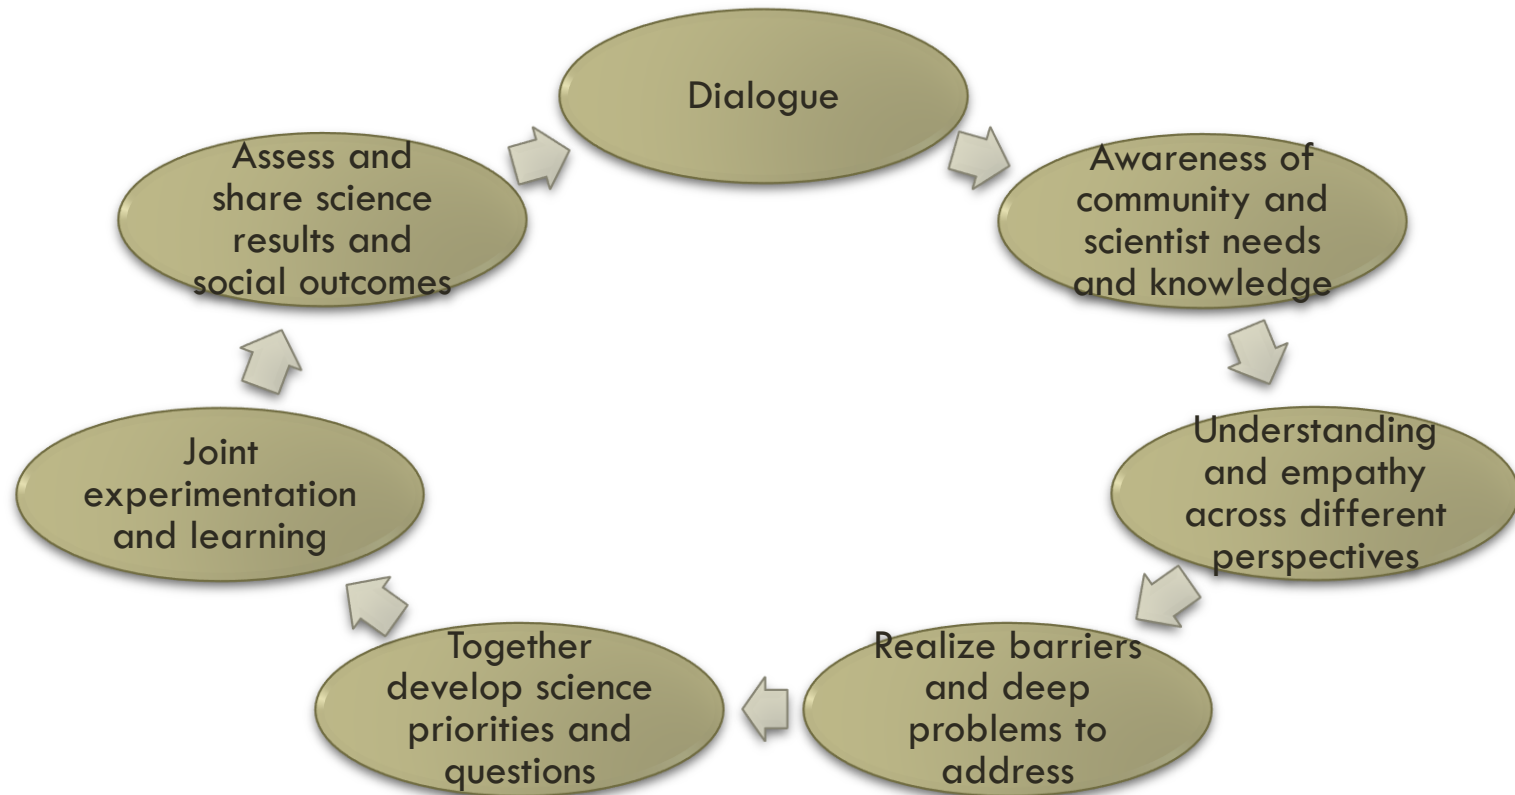 Dialogue
Awareness of
community and
scientist needs
and knowledge
Understanding
and empathy
across different
perspectives
Realize barriers
and deep
problems to
address
Together
develop science
priorities and
questions
Joint
experimentation
and learning
Assess and
share science
results and
social outcomes